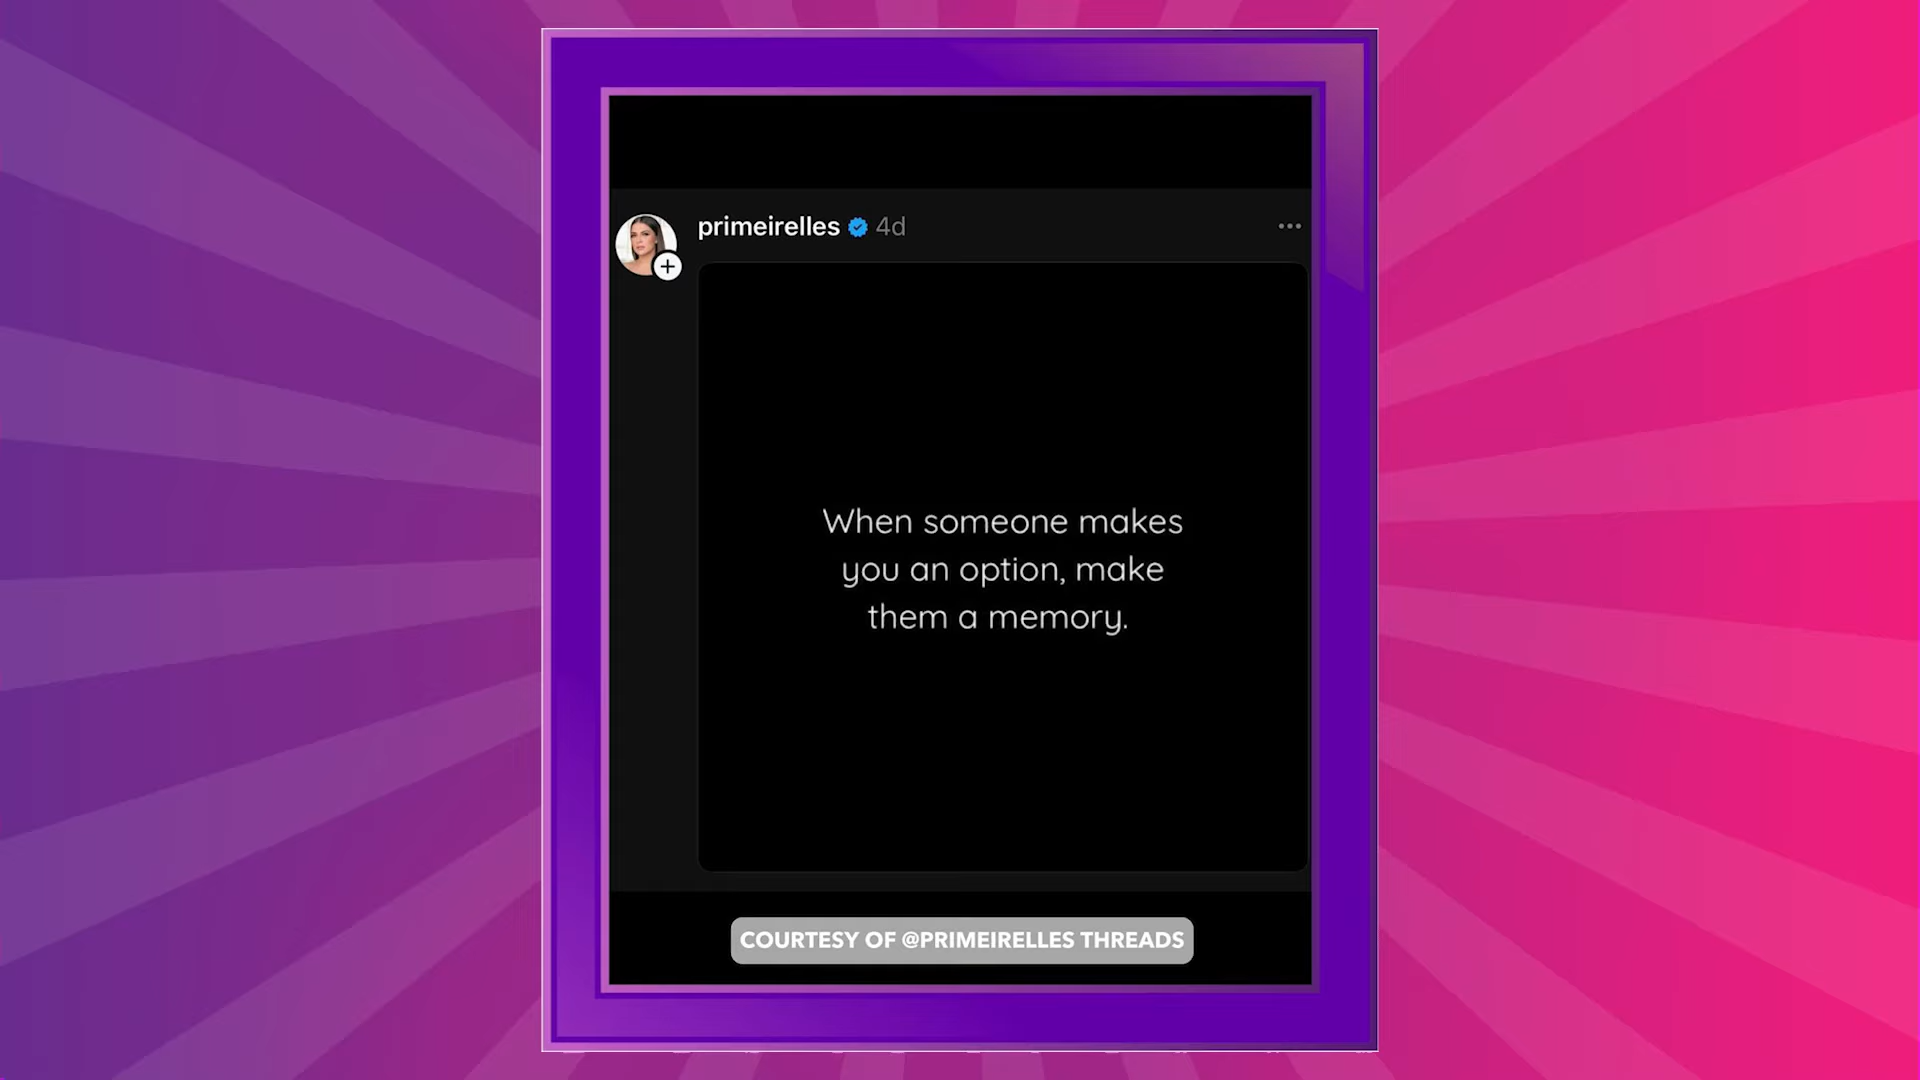 primeirelles 4d
When someone makes
you an option, make
them a memory.
COURTESY OF @PRIMEIRELLES THREADS